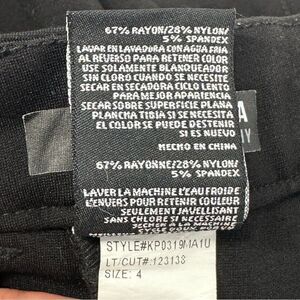 67% RAYON/28% NYLON/
5% SPANDEX
LAVAR EN LAVADORA CON AGUA FRIA
AL REVERSO PARA RETENER COLOR
USE SOLAMENTE BLANQUEADOR
SIN CLORO CUANDO SE NECESITE
SECAR EN SECADORA CICLO LENTO
PARA REMOVER ARRUGAS
SECAR SOBRE SUPERFICIE PLANA
PLANCHA TIBIA SI SE NECESITA
EL COLOR SE PUEDE DESTEÑIR
SI ES NUEVO
HECHO EN CHINA
67% RAYONNE/28% NYLON/
5% SPANDEX
LAVER LA MACHINE L'EAU FROIDE
L'ENVERS POUR RETENIR COULEUR
SEULEMENT JAVELLISANT
SANS CHLORE SI NECESSAIRE
STYLE#KP0319MA1U
LT/CUT#:123138
SIZE: 4